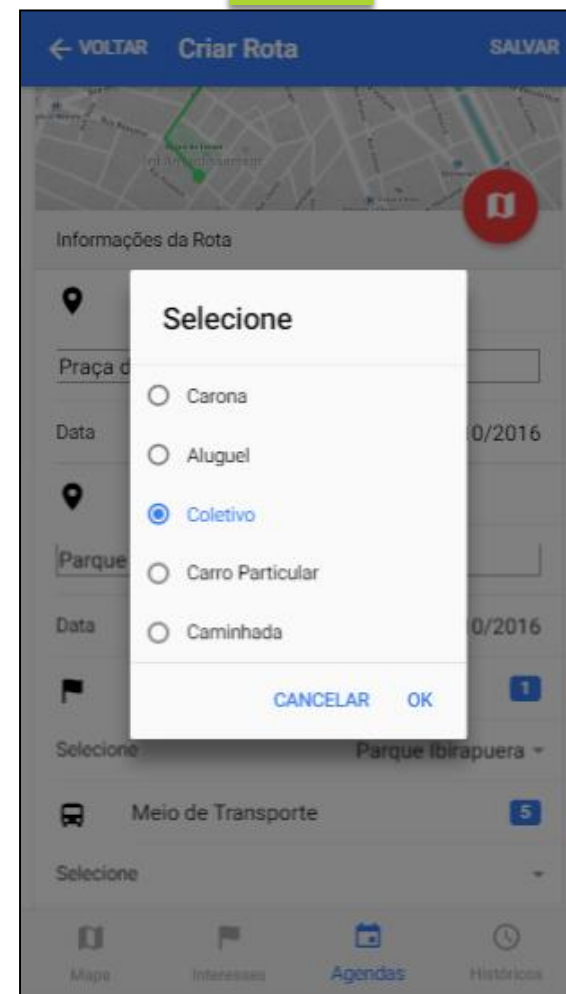 VOLTAR Criar Rota SALVAR
Informações da Rota
Selecione
Praça d
Carona
Data 0/2016
Aluguel
Coletivo
Parque
Carro Particular
Data 0/2016
Caminhada
CANCELAR OK
1
Selecione Parque Ibirapuera
Meio de Transporte 5
Selecione
Mapa Interesses Agendas Históricos